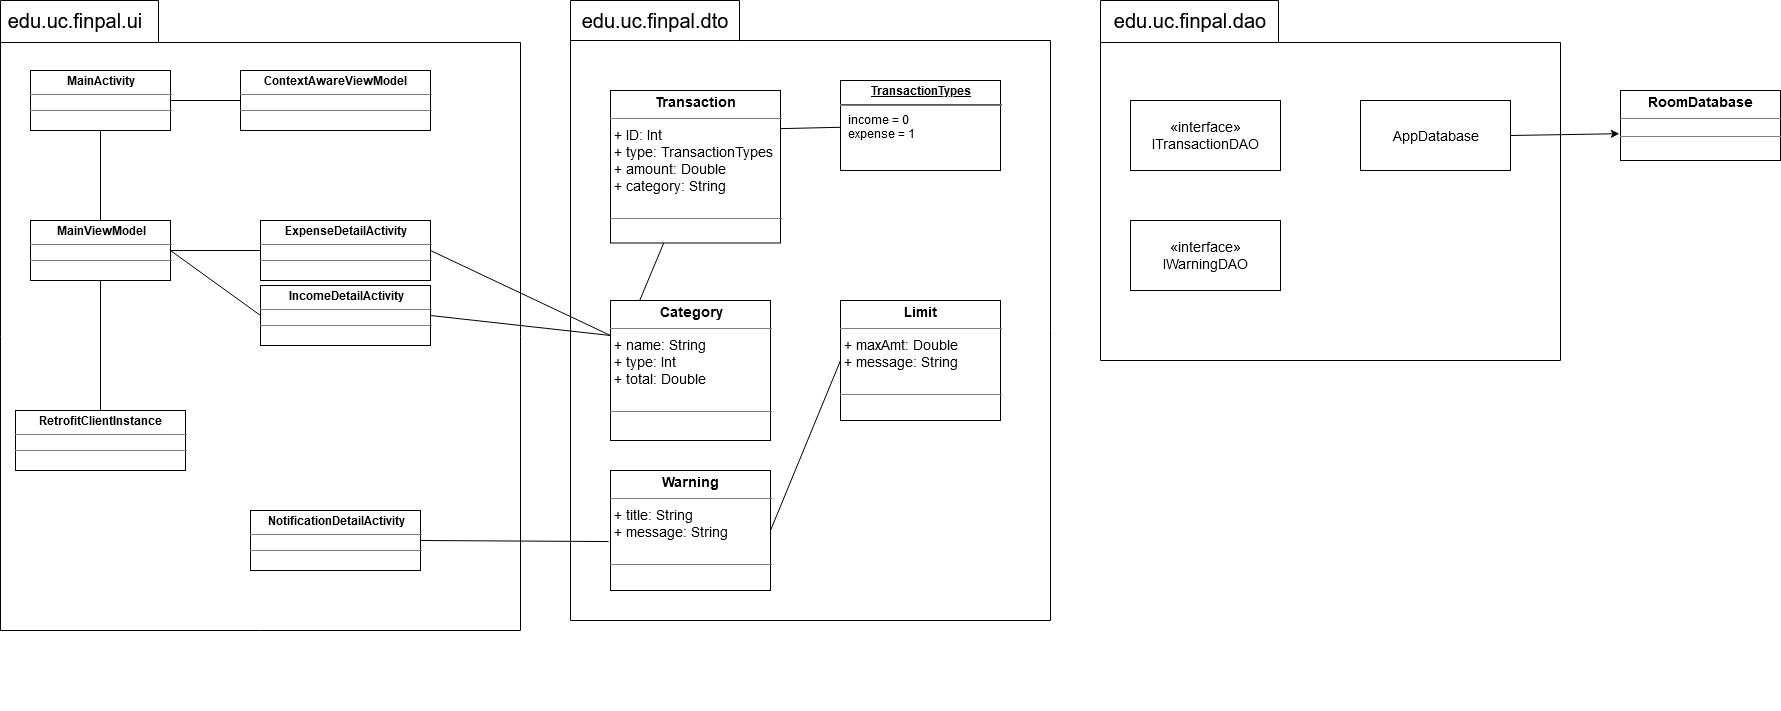 edu.uc.finpal.ui
MainActivity
ContextAwareViewModel
MainViewModel
ExpenseDetailActivity
IncomeDetailActivity
RetrofitClientInstance
NotificationDetailActivity
edu.uc.finpal.dto
Transaction
+ ID: Int
+ type: TransactionTypes
+ amount: Double
+ category: String
TransactionTypes
income = 0
expense = 1
Category
+ name: String
+ type: Int
+ total: Double
Limit
+ maxAmt: Double
+ message: String
Warning
+ title: String
+ message: String
edu.uc.finpal.dao
«interface»
ITransactionDAO
AppDatabase
«interface»
IWarningDAO
RoomDatabase